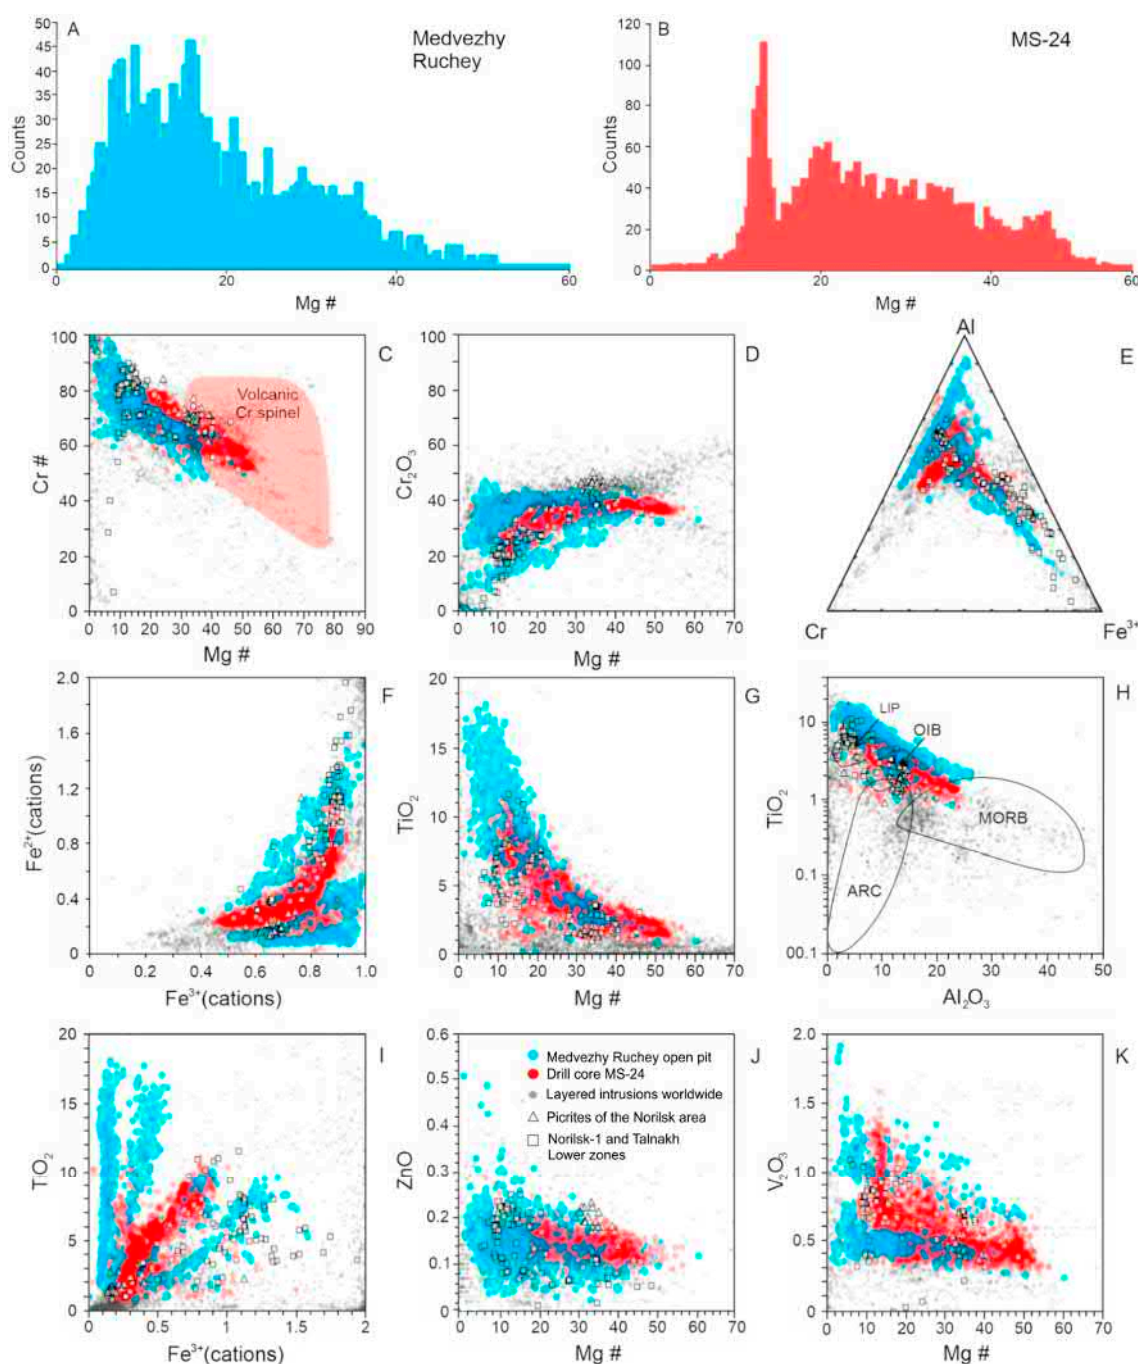 A
Medvezhy
Ruchey
50
45
40
35
30
25
20
15
10
5
0
Counts
0
20
40
60
Mg #
B
MS-24
120
100
80
60
40
20
0
Counts
0
20
40
60
Mg #
C
Volcanic
Cr spinel
100
80
60
40
20
0
Cr #
0 10 20 30 40 50 60 70 80 90
Mg #
D
100
80
60
40
20
0
Cr₂O₃
0 10 20 30 40 50 60 70
Mg #
E
Al
Cr
Fe³⁺
F
2.0
1.6
1.2
0.8
0.4
0
Fe²⁺(cations)
0 0.2 0.4 0.6 0.8 1.0
Fe³⁺(cations)
G
20
15
10
5
0
TiO₂
0 10 20 30 40 50 60 70
Mg #
H
LIP
OIB
MORB
ARC
10
1
0.1
00.1
TiO₂
0 10 20 30 40 50
Al₂O₃
I
20
15
10
5
0
TiO₂
0 0.5 1 1.5 2
Fe³⁺(cations)
J
Medvezhy Ruchey open pit
Drill core MS-24
Layered intrusions worldwide
Picrites of the Norilsk area
Norilsk-1 and Talnakh
Lower zones
0.6
0.5
0.4
0.3
0.2
0.1
0
ZnO
0 10 20 30 40 50 60 70
Mg #
K
2.0
1.5
1.0
0.5
0
V₂O₃
0 10 20 30 40 50 60 70
Mg #